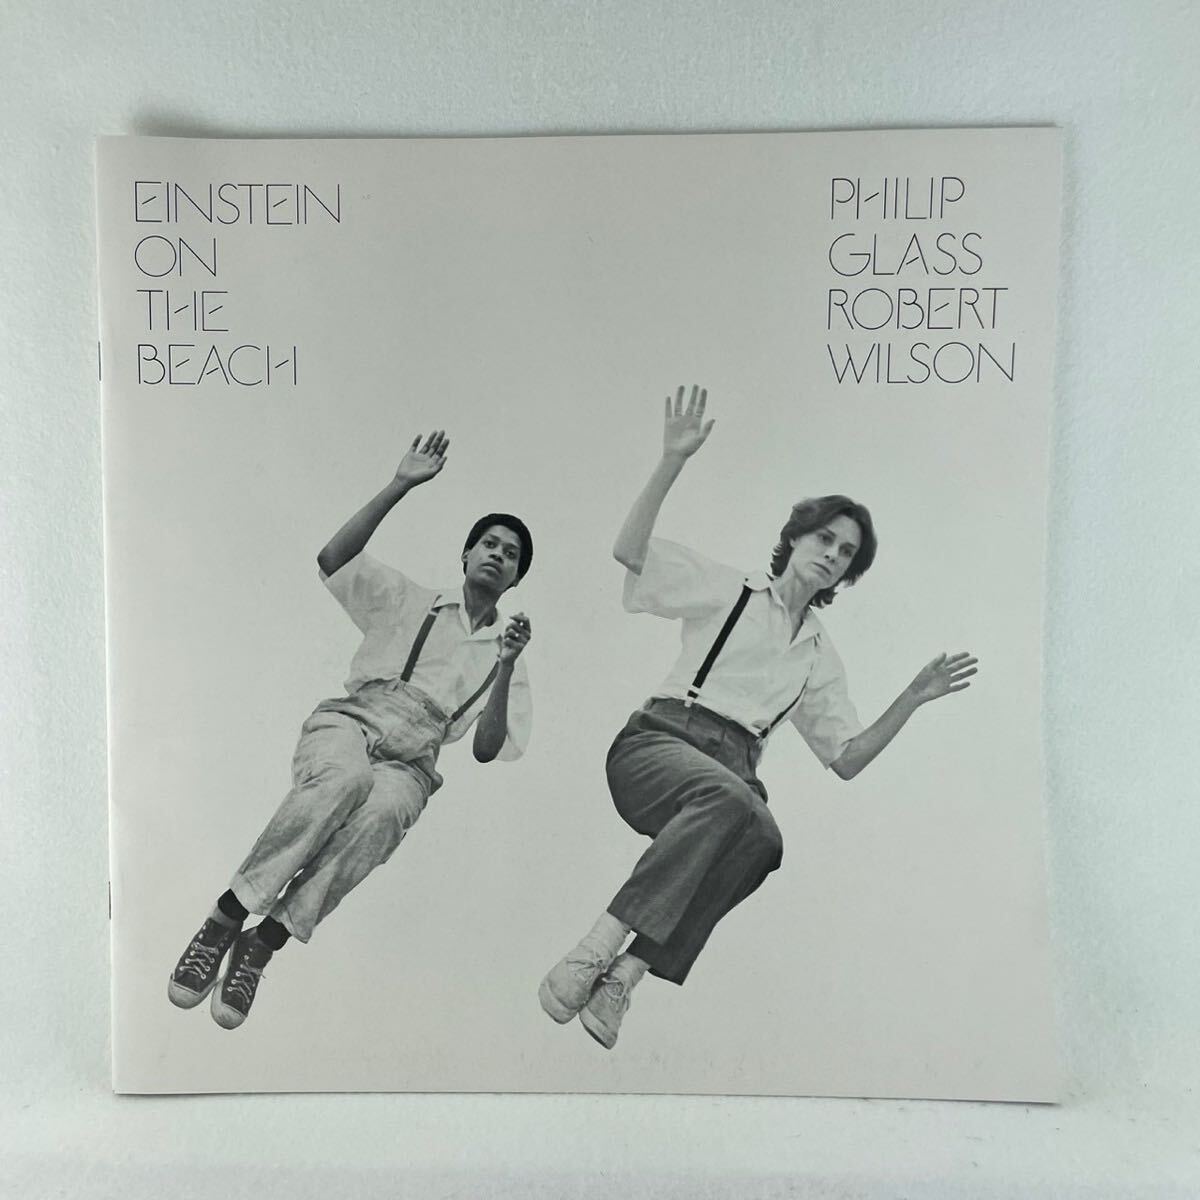 EINSTEIN
ON
THE
BEACH
PHILIP
GLASS
ROBERT
WILSON